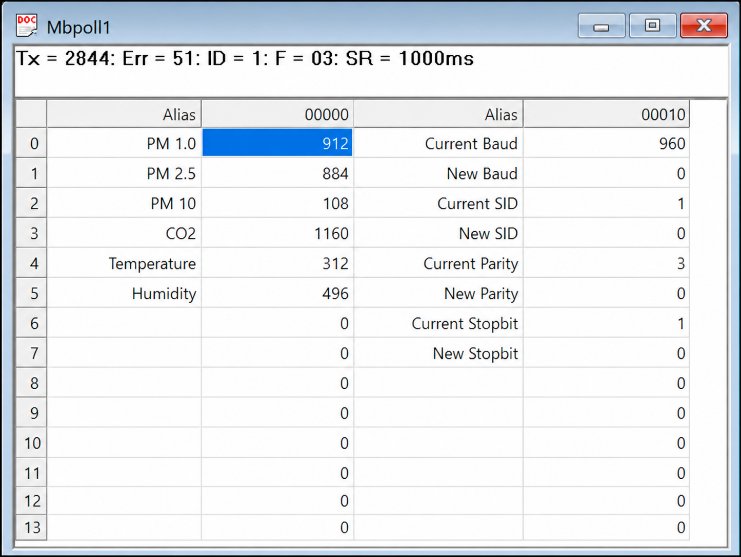 DOC Mbpoll1
Tx = 2844: Err = 51: ID = 1: F = 03: SR = 1000ms
Alias 00000 Alias 00010
0 PM 1.0 912 Current Baud 960
1 PM 2.5 884 New Baud 0
2 PM 10 108 Current SID 1
3 CO2 1160 New SID 0
4 Temperature 312 Current Parity 3
5 Humidity 496 New Parity 0
6 0 Current Stopbit 1
7 0 New Stopbit 0
8 0 0
9 0 0
10 0 0
11 0 0
12 0 0
13 0 0